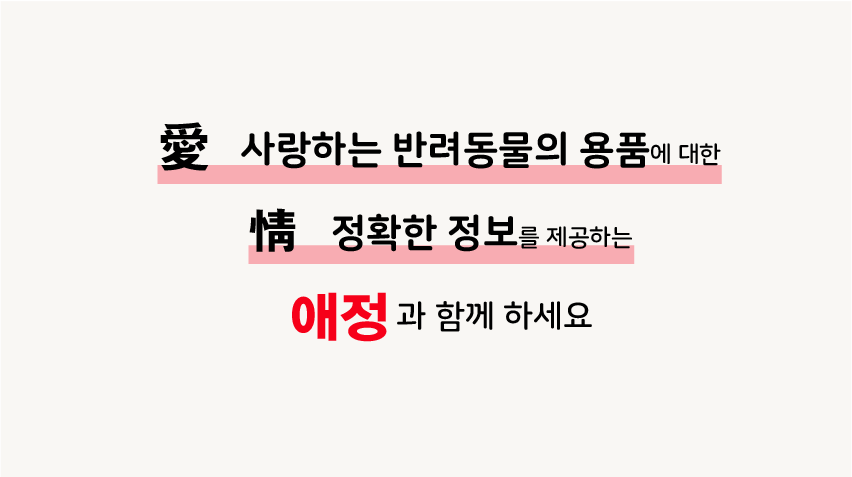 愛 사랑하는 반려동물의 용품에 대한
情 정확한 정보를 제공하는
애정과 함께 하세요